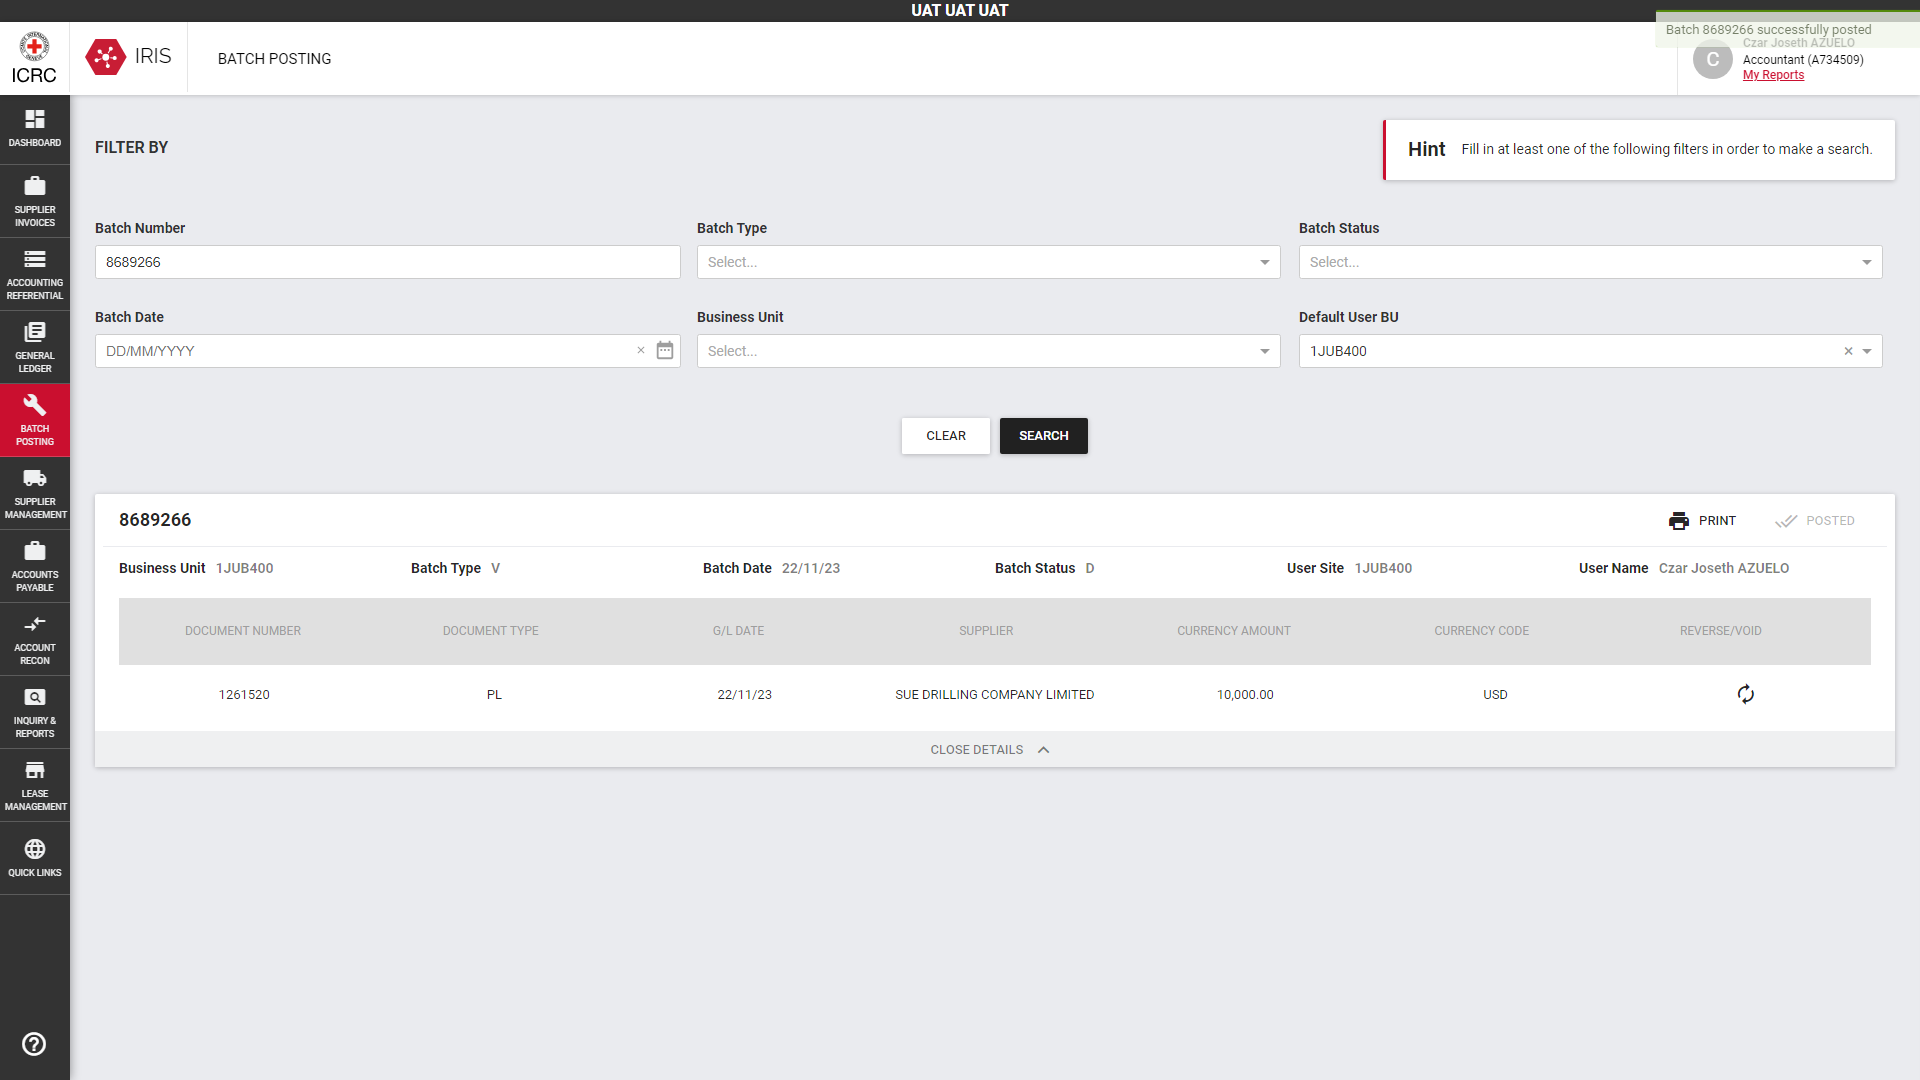 UAT UAT UAT
Batch 8689266 successfully posted
ICRC
IRIS
BATCH POSTING
C
Czar Joseth AZUELO
Accountant (A734509)
My Reports
DASHBOARD
SUPPLIER
INVOICES
ACCOUNTING
REFERENTIAL
GENERAL
LEDGER
BATCH
POSTING
SUPPLIER
MANAGEMENT
ACCOUNTS
PAYABLE
ACCOUNT
RECON
INQUIRY &
REPORTS
LEASE
MANAGEMENT
QUICK LINKS
FILTER BY
Hint Fill in at least one of the following filters in order to make a search.
Batch Number Batch Type Batch Status
8689266 Select... Select...
Batch Date Business Unit Default User BU
DD/MM/YYYY Select... 1JUB400
CLEAR SEARCH
8689266 PRINT POSTED
Business Unit 1JUB400 Batch Type V Batch Date 22/11/23 Batch Status D User Site 1JUB400 User Name Czar Joseth AZUELO
DOCUMENT NUMBER DOCUMENT TYPE G/L DATE SUPPLIER CURRENCY AMOUNT CURRENCY CODE REVERSE/VOID
1261520 PL 22/11/23 SUE DRILLING COMPANY LIMITED 10,000.00 USD
CLOSE DETAILS